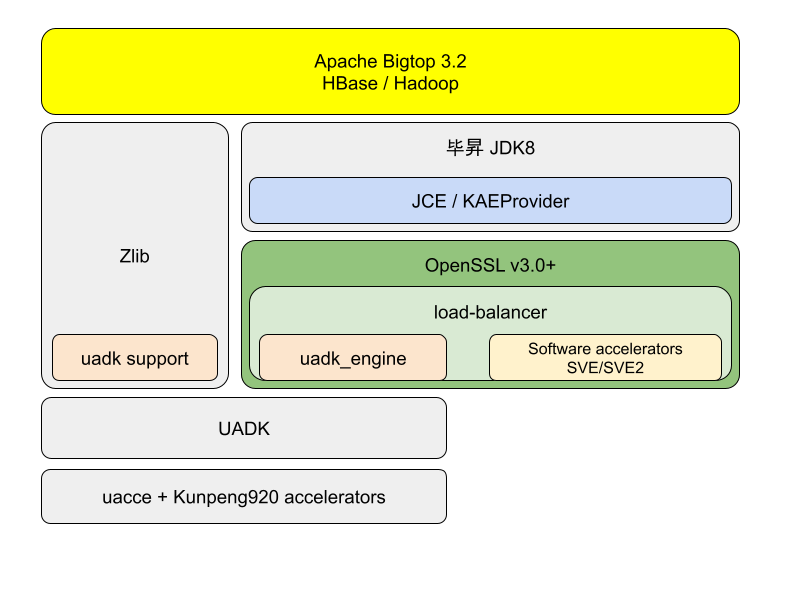 Apache Bigtop 3.2
HBase / Hadoop
毕昇 JDK8
JCE / KAEProvider
Zlib
OpenSSL v3.0+
load-balancer
uadk support
uadk_engine
Software accelerators
SVE/SVE2
UADK
uacce + Kunpeng920 accelerators